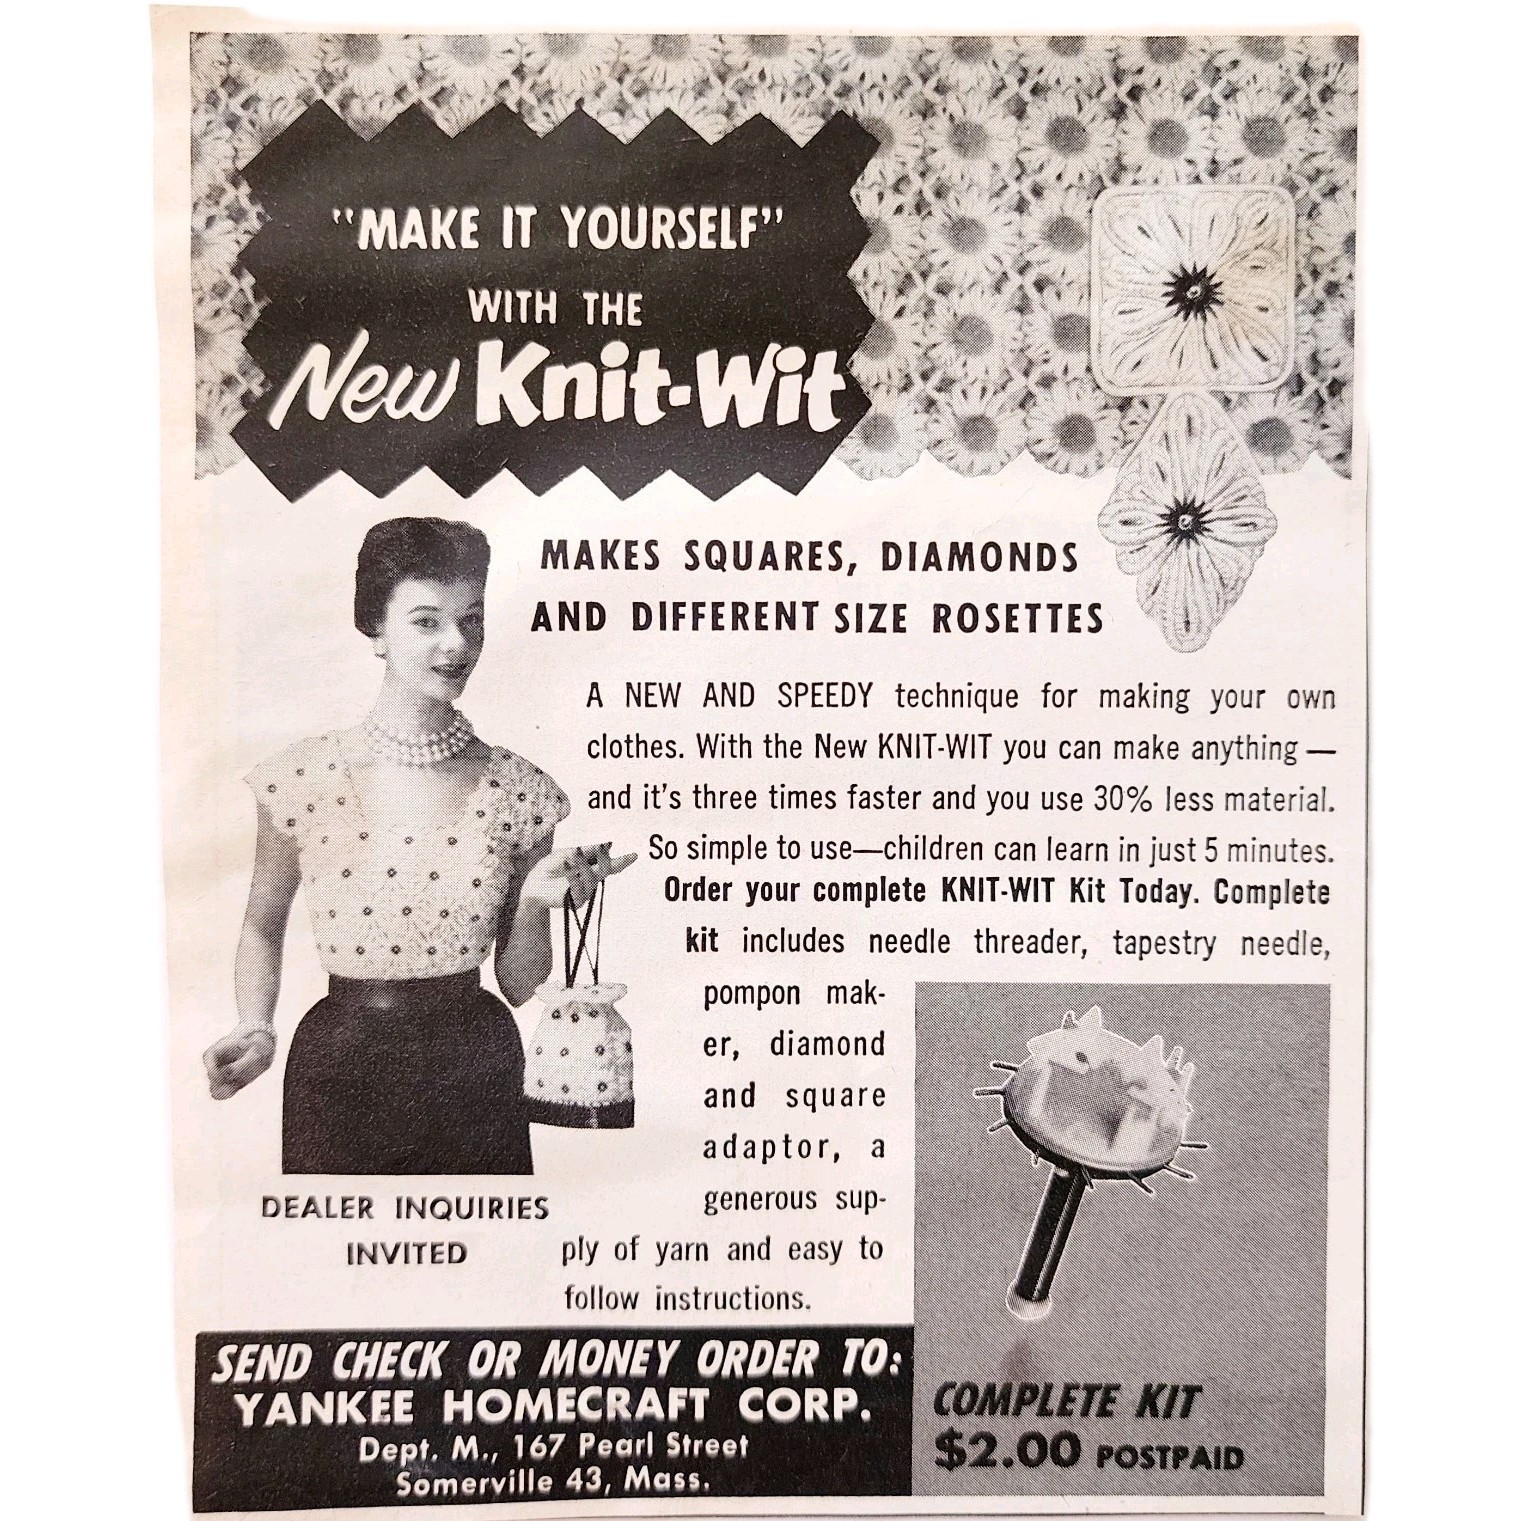 "MAKE IT YOURSELF"
WITH THE
New Knit-Wit
MAKES SQUARES, DIAMONDS
AND DIFFERENT SIZE ROSETTES
A NEW AND SPEEDY technique for making your own
clothes. With the New KNIT-WIT you can make anything —
and it's three times faster and you use 30% less material.
So simple to use—children can learn in just 5 minutes.
Order your complete KNIT-WIT Kit Today. Complete
kit includes needle threader, tapestry needle,
pompon mak-
er, diamond
and square
adaptor, a
generous sup-
ply of yarn and easy to
follow instructions.
DEALER INQUIRIES
INVITED
SEND CHECK OR MONEY ORDER TO:
YANKEE HOMECRAFT CORP.
Dept. M., 167 Pearl Street
Somerville 43, Mass.
COMPLETE KIT
$2.00 POSTPAID